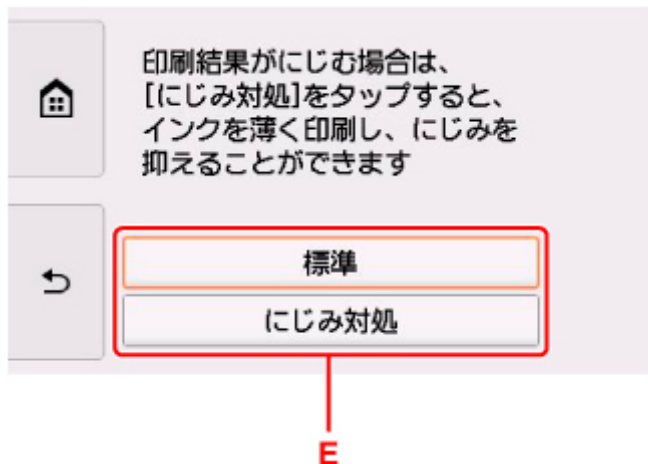 印刷結果がにじむ場合は、
[にじみ対処]をタップすると、
インクを薄く印刷し、にじみを
抑えることができます
標準
にじみ対処
E